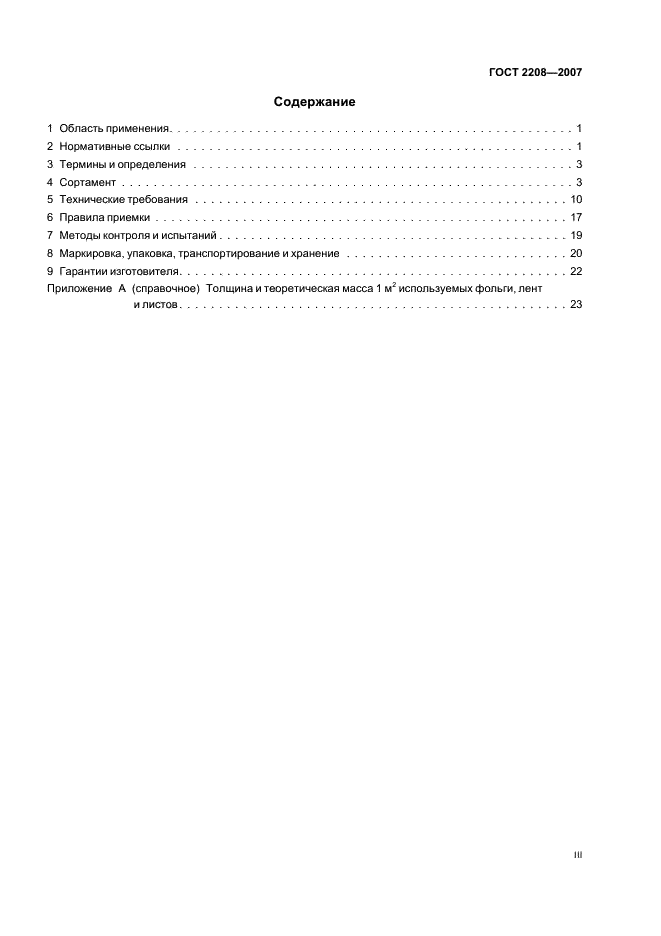 ГОСТ 2208—2007
Содержание
1 Область применения. . . . . . . . . . . . . . . . . . . . . . . . . . . . . . . . . . . . . . . . . . . . . . . . . . . 1
2 Нормативные ссылки . . . . . . . . . . . . . . . . . . . . . . . . . . . . . . . . . . . . . . . . . . . . . . . . . . 1
3 Термины и определения . . . . . . . . . . . . . . . . . . . . . . . . . . . . . . . . . . . . . . . . . . . . . . . . 3
4 Сортамент . . . . . . . . . . . . . . . . . . . . . . . . . . . . . . . . . . . . . . . . . . . . . . . . . . . . . . . . . 3
5 Технические требования . . . . . . . . . . . . . . . . . . . . . . . . . . . . . . . . . . . . . . . . . . . . . . . 10
6 Правила приемки . . . . . . . . . . . . . . . . . . . . . . . . . . . . . . . . . . . . . . . . . . . . . . . . . . . . 17
7 Методы контроля и испытаний . . . . . . . . . . . . . . . . . . . . . . . . . . . . . . . . . . . . . . . . . . . . 19
8 Маркировка, упаковка, транспортирование и хранение . . . . . . . . . . . . . . . . . . . . . . . . . . . . 20
9 Гарантии изготовителя. . . . . . . . . . . . . . . . . . . . . . . . . . . . . . . . . . . . . . . . . . . . . . . . . 22
Приложение А (справочное) Толщина и теоретическая масса 1 м² используемых фольги, лент
и листов . . . . . . . . . . . . . . . . . . . . . . . . . . . . . . . . . . . . . . . . . . . . . . . . . 23
III